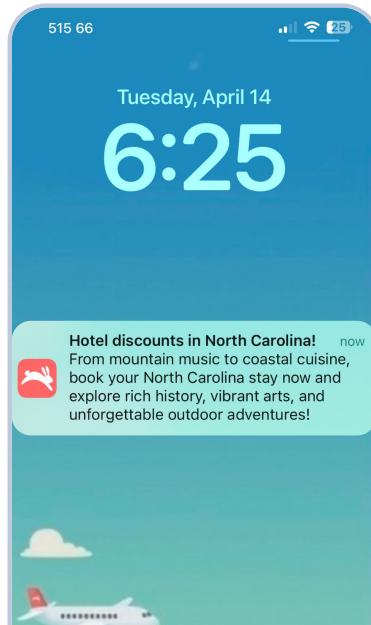 515 66
25
Tuesday, April 14
6:25
Hotel discounts in North Carolina! now
From mountain music to coastal cuisine,
book your North Carolina stay now and
explore rich history, vibrant arts, and
unforgettable outdoor adventures!